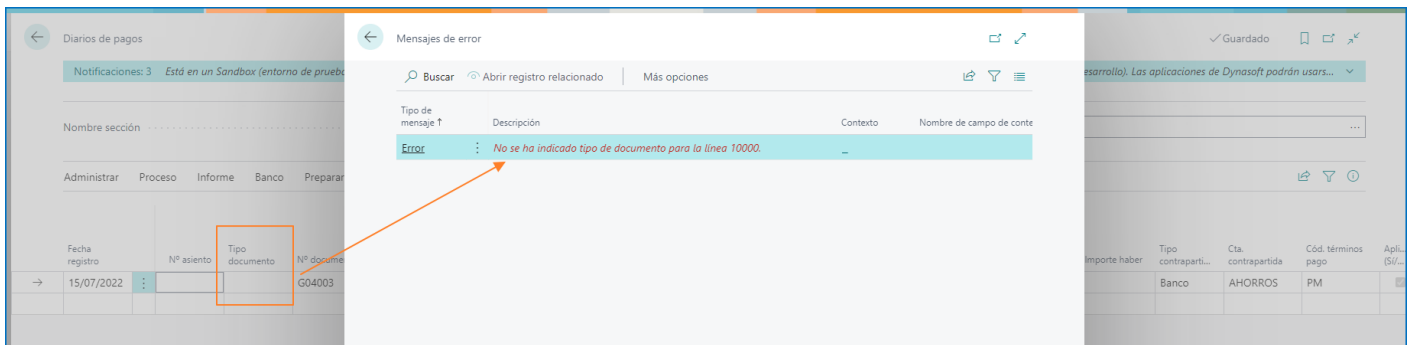 Diarios de pagos
Guardado
Notificaciones: 3 Está en un Sandbox (entorno de prueba
esarrollo). Las aplicaciones de Dynasoft podrán usars...
Nombre sección
...
Administrar Proceso Informe Banco Preparar
Fecha registro
Nº asiento
Tipo documento
Nº docume
Importe haber
Tipo contraparti...
Cta. contrapartida
Cód. términos pago
Apli... (Sí/...
15/07/2022
G04003
Banco
AHORROS
PM
Mensajes de error
Buscar Abrir registro relacionado Más opciones
Tipo de mensaje ↑
Descripción
Contexto
Nombre de campo de conte
Error
No se ha indicado tipo de documento para la línea 10000.
_